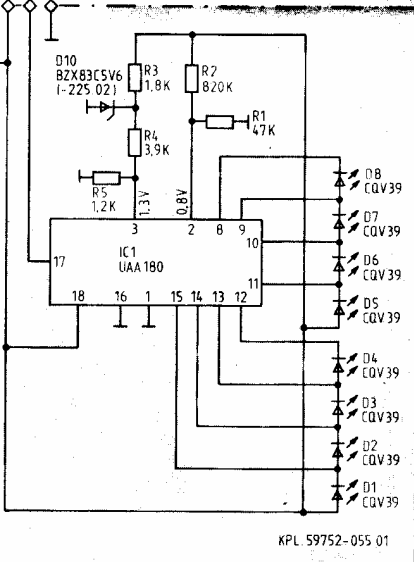 D10
BZX83C5V6
(-225.02)
R3
1,8K
R2
820K
R1
47K
R4
3,9K
R5
1,2K
1,3V
0,8V
3
2
8
9
10
IC1
UAA180
17
11
18
16
1
15
14
13
12
D8
CQV39
D7
CQV39
D6
CQV39
D5
CQV39
D4
CQV39
D3
CQV39
D2
CQV39
D1
CQV39
KPL. 59752-055.01